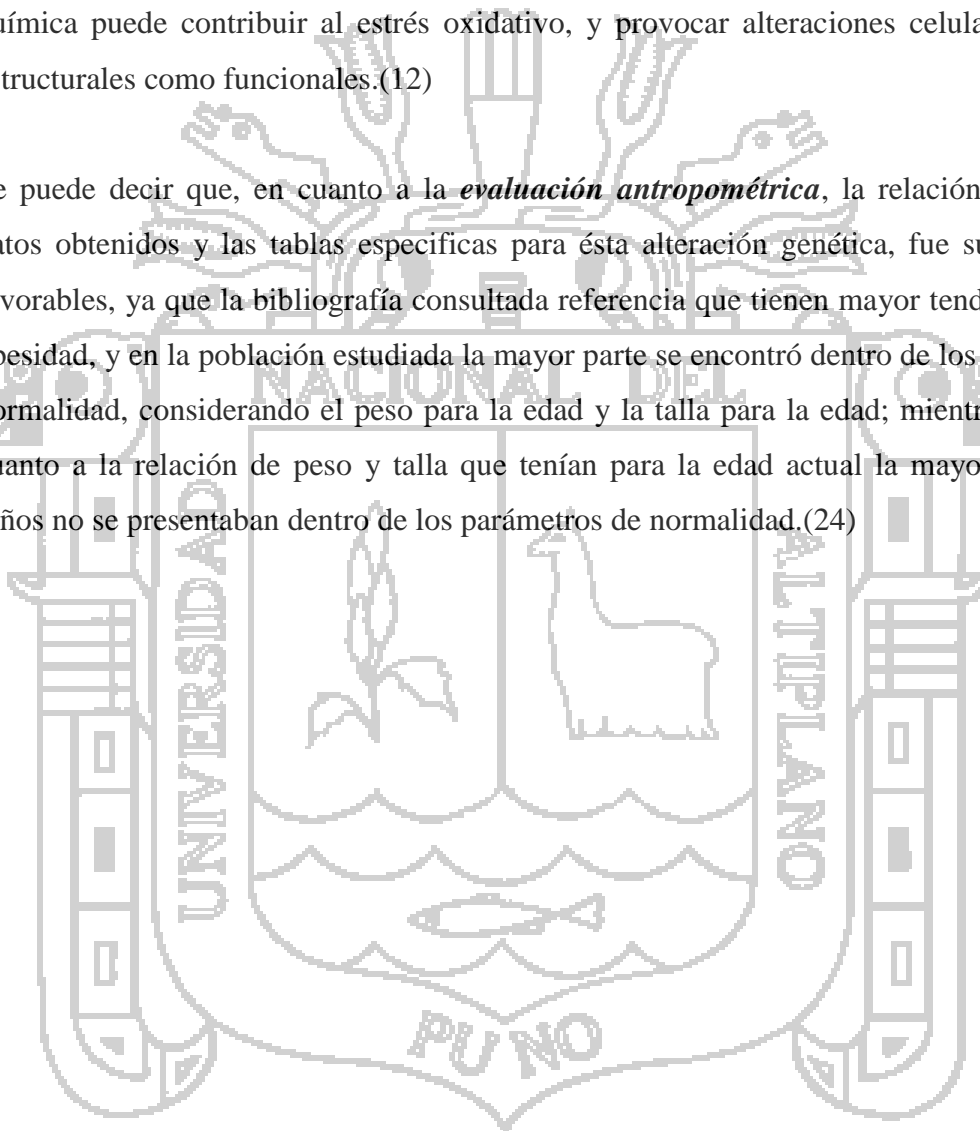 uímica puede contribuir al estrés oxidativo, y provocar alteraciones celula
tructurales como funcionales.(12)
e puede decir que, en cuanto a la evaluación antropométrica, la relación
atos obtenidos y las tablas especificas para ésta alteración genética, fue su
vorables, ya que la bibliografía consultada referencia que tienen mayor tend
besidad, y en la población estudiada la mayor parte se encontró dentro de los
ormalidad, considerando el peso para la edad y la talla para la edad; mientr
uanto a la relación de peso y talla que tenían para la edad actual la mayo
ños no se presentaban dentro de los parámetros de normalidad.(24)
NACIONAL DEL
UNIVERSIDAD
ALTIPLANO
PUNO